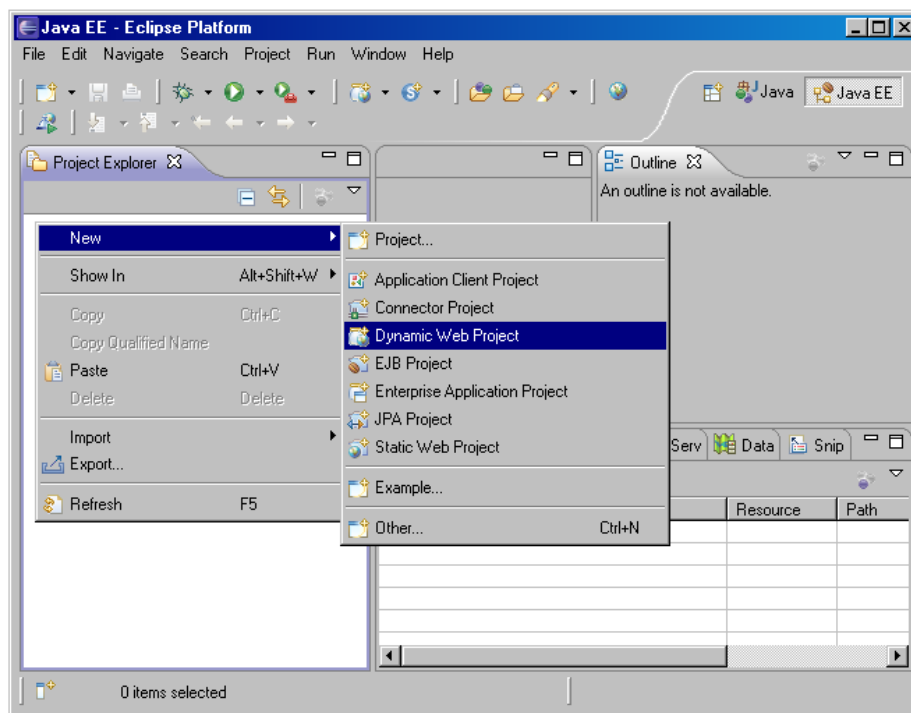 Java EE - Eclipse Platform
File Edit Navigate Search Project Run Window Help
Java Java EE
Project Explorer
Outline
An outline is not available.
New
Show In Alt+Shift+W
Copy Ctrl+C
Copy Qualified Name
Paste Ctrl+V
Delete Delete
Import
Export...
Refresh F5
Project...
Application Client Project
Connector Project
Dynamic Web Project
EJB Project
Enterprise Application Project
JPA Project
Static Web Project
Example...
Other... Ctrl+N
Serv Data Snip
Resource Path
0 items selected